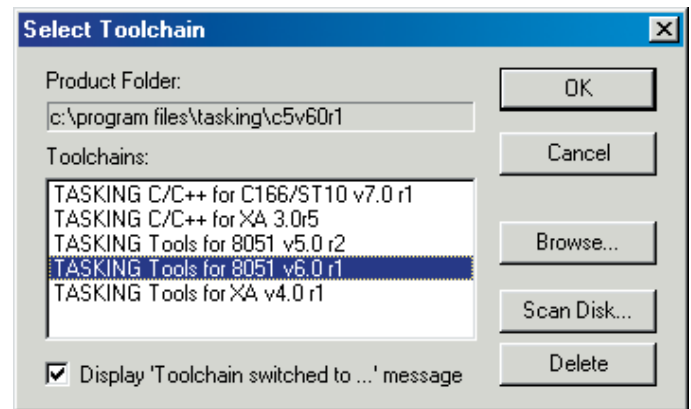 Select Toolchain
Product Folder:
c:\program files\tasking\c5v60r1
Toolchains:
TASKING C/C++ for C166/ST10 v7.0 r1
TASKING C/C++ for XA 3.0r5
TASKING Tools for 8051 v5.0 r2
TASKING Tools for 8051 v6.0 r1
TASKING Tools for XA v4.0 r1
Display 'Toolchain switched to ...' message
OK
Cancel
Browse...
Scan Disk...
Delete